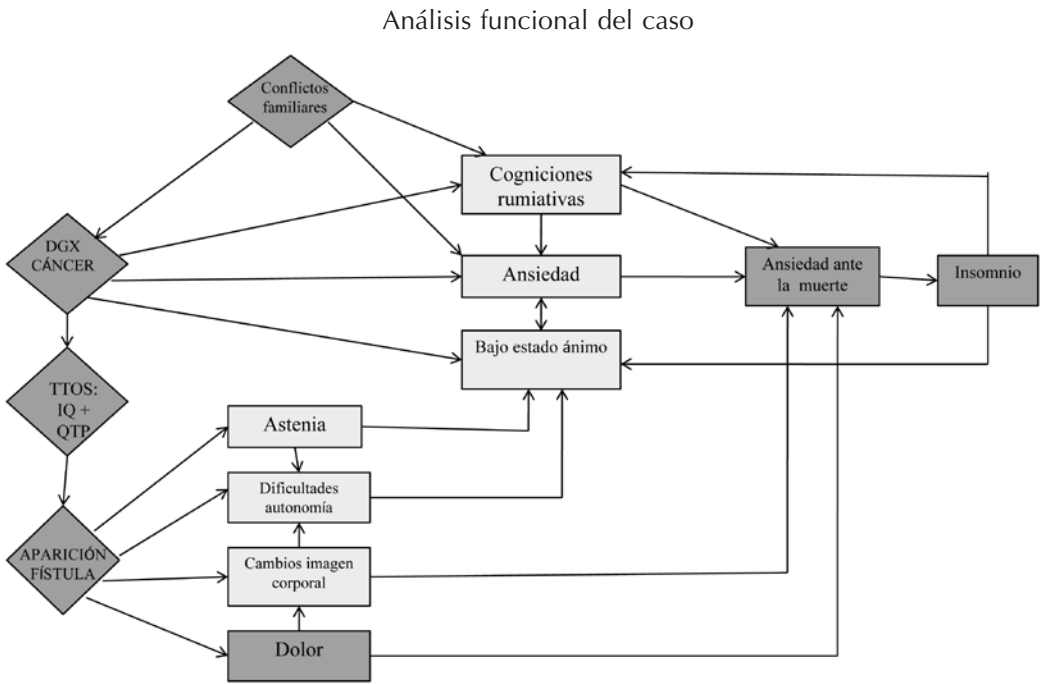 Análisis funcional del caso
Conflictos
familiares
Cogniciones
rumiativas
DGX
CÁNCER
Ansiedad
Ansiedad ante
la muerte
Insomnio
Bajo estado ánimo
TTOS:
IQ +
QTP
Astenia
Dificultades
autonomía
APARICIÓN
FÍSTULA
Cambios imagen
corporal
Dolor